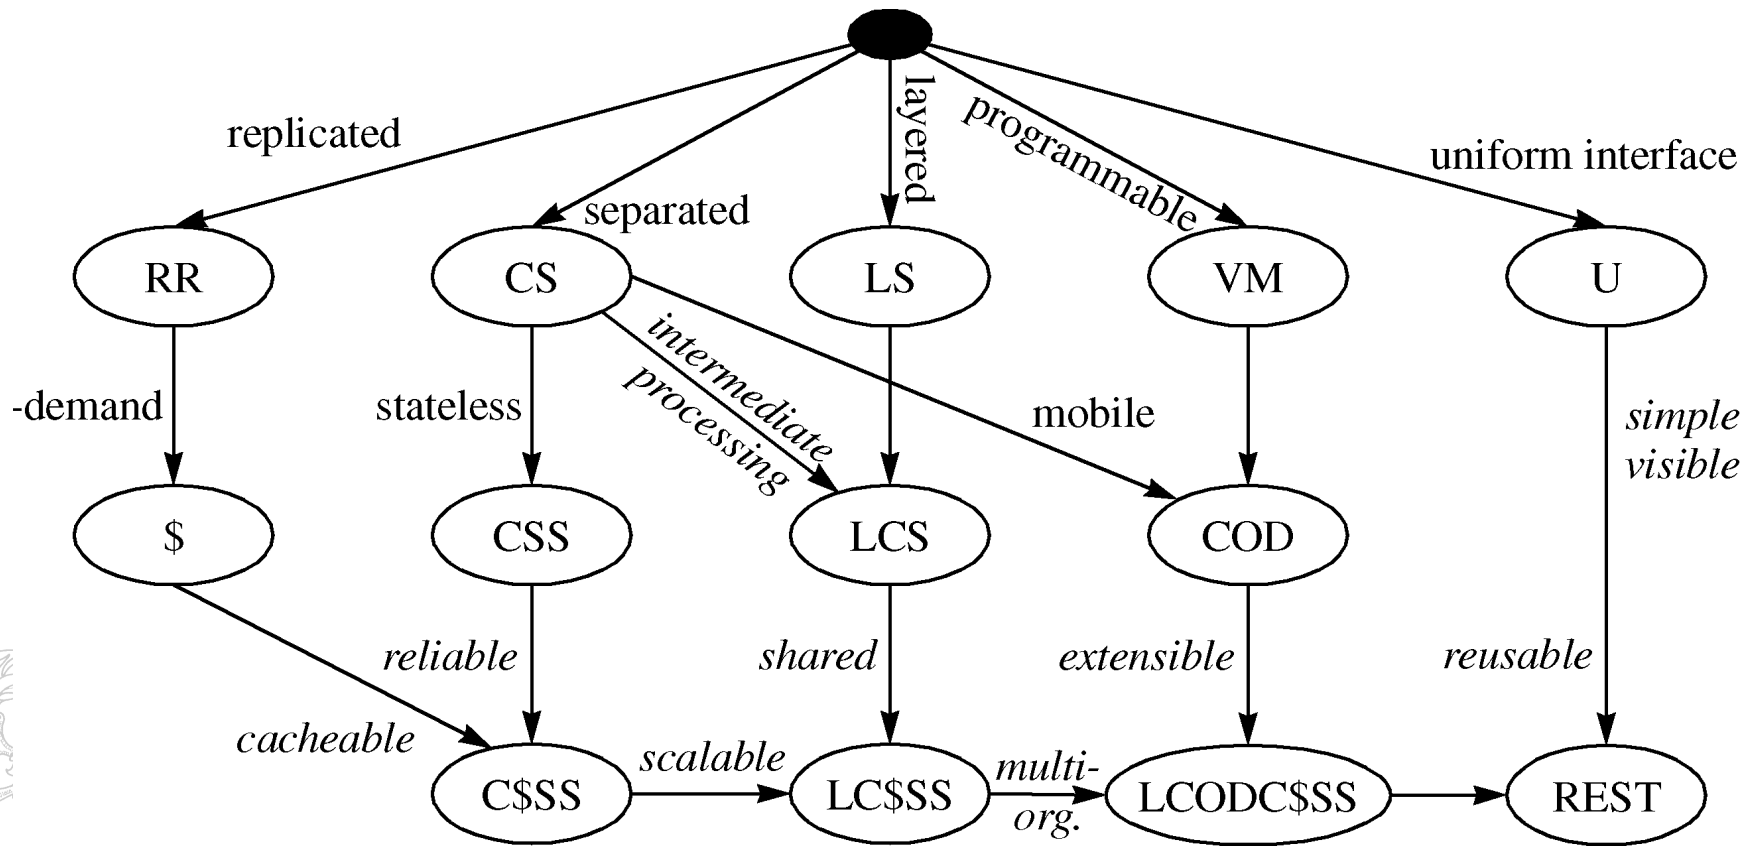 replicated
separated
layered
programmable
uniform interface
RR
CS
LS
VM
U
-demand
stateless
intermediate
processing
mobile
simple
visible
$
CSS
LCS
COD
reliable
shared
extensible
reusable
cacheable
scalable
multi-
org.
C$SS
LC$SS
LCODC$SS
REST